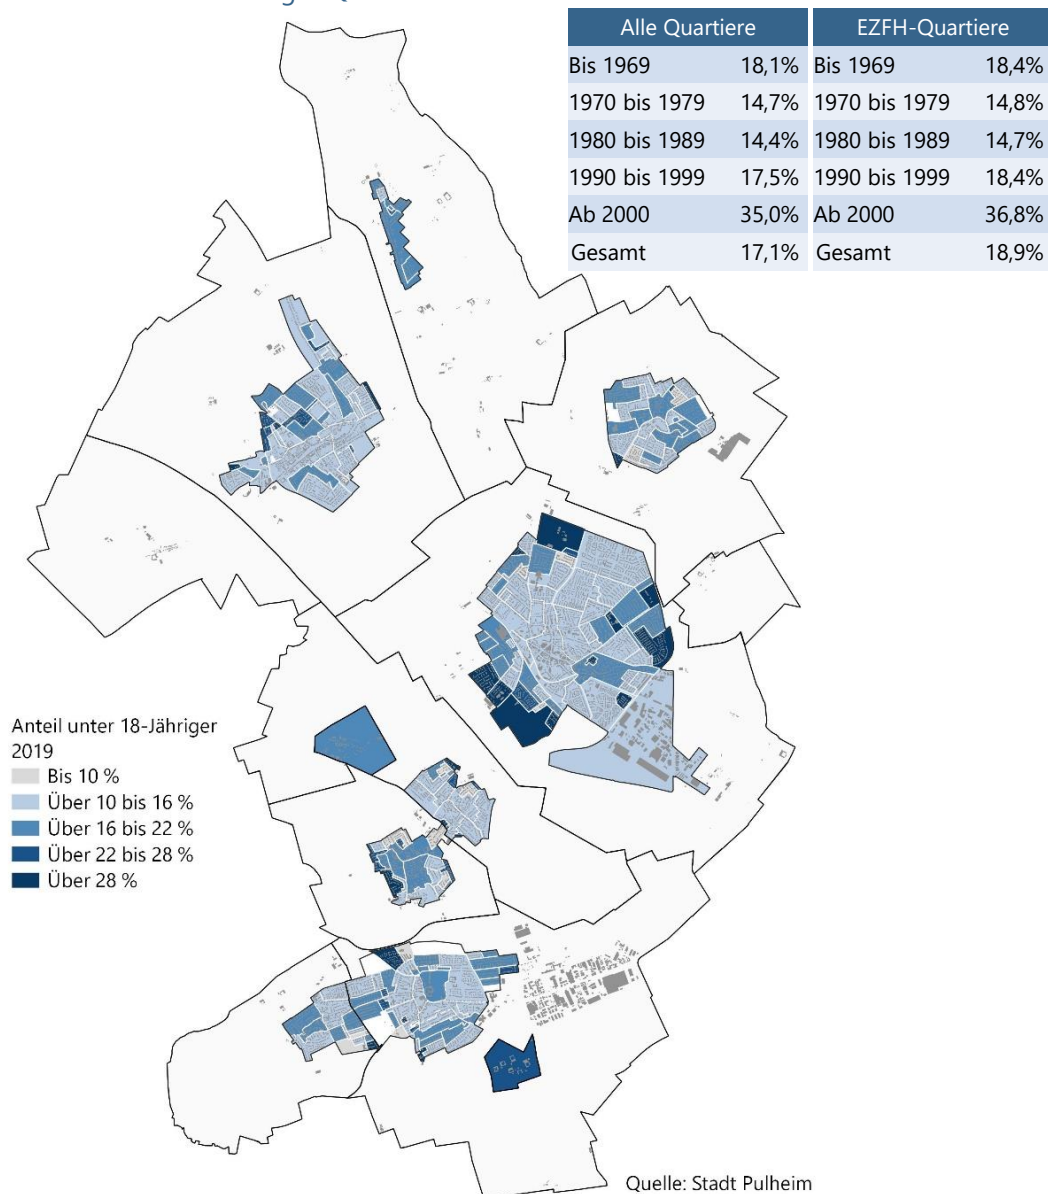 Alle Quartiere EZFH-Quartiere
Bis 1969 18,1% Bis 1969 18,4%
1970 bis 1979 14,7% 1970 bis 1979 14,8%
1980 bis 1989 14,4% 1980 bis 1989 14,7%
1990 bis 1999 17,5% 1990 bis 1999 18,4%
Ab 2000 35,0% Ab 2000 36,8%
Gesamt 17,1% Gesamt 18,9%
Anteil unter 18-Jähriger
2019
Bis 10 %
Über 10 bis 16 %
Über 16 bis 22 %
Über 22 bis 28 %
Über 28 %
Quelle: Stadt Pulheim